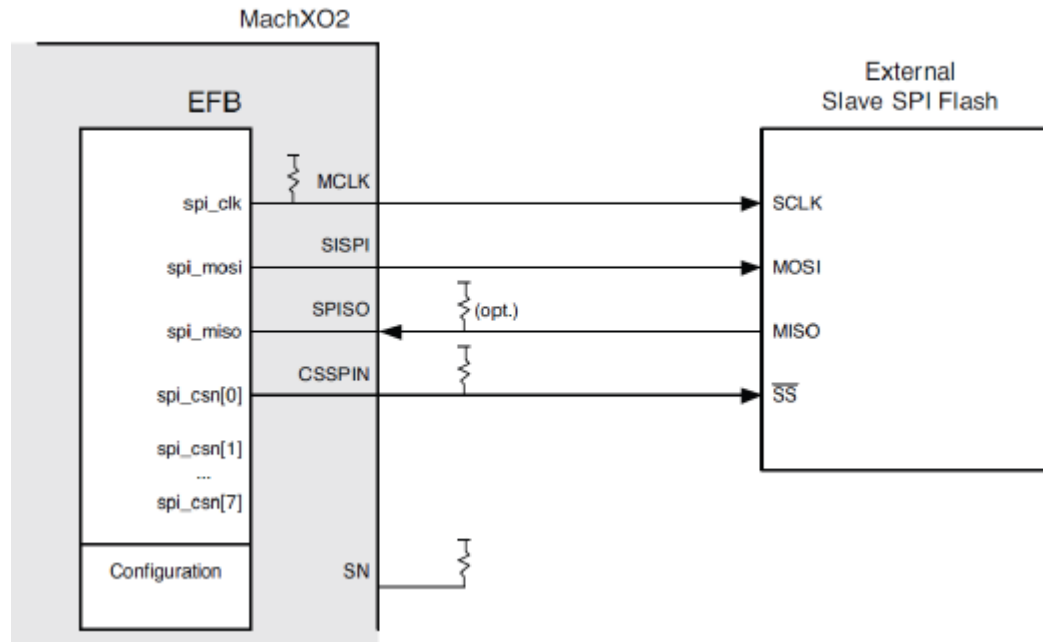 MachXO2
EFB
External
Slave SPI Flash
spi_clk
MCLK
SCLK
spi_mosi
SISPI
MOSI
spi_miso
SPISO
(opt.)
MISO
spi_csn[0]
CSSPIN
SS
spi_csn[1]
...
spi_csn[7]
Configuration
SN